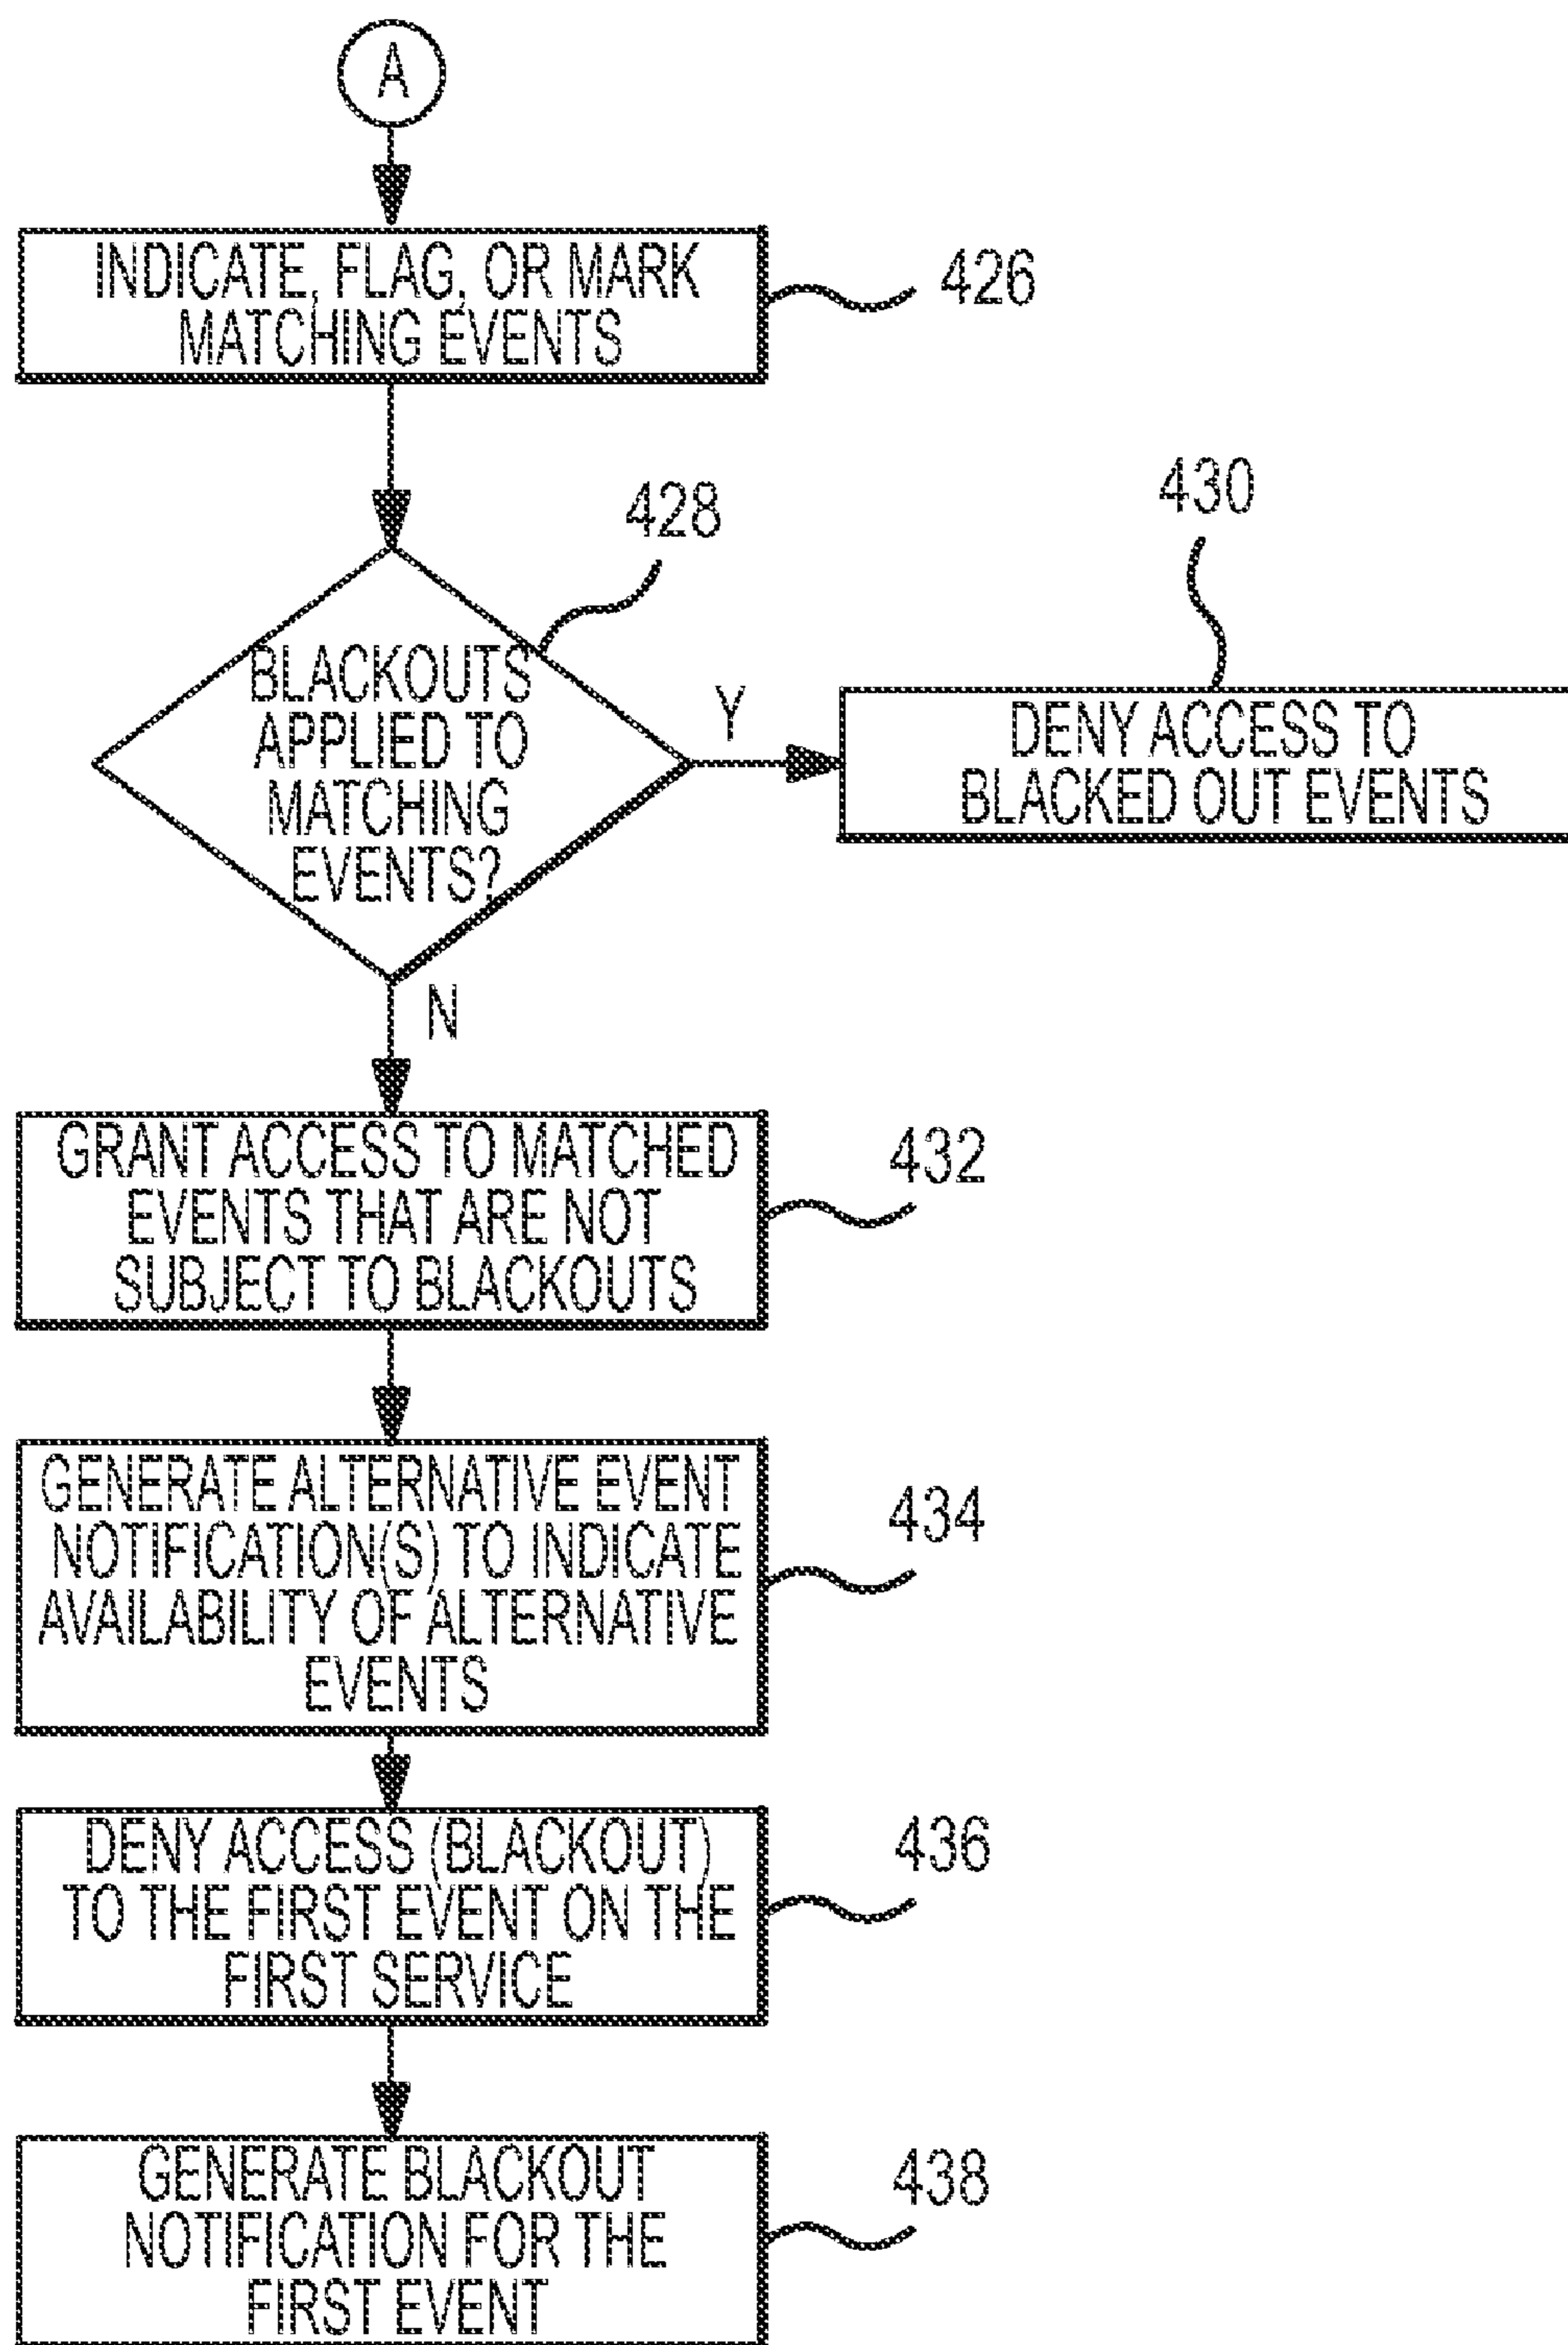 A
INDICATE, FLAG, OR MARK
MATCHING EVENTS
426
428
BLACKOUTS
APPLIED TO
MATCHING
EVENTS?
Y
430
DENY ACCESS TO
BLACKED OUT EVENTS
N
GRANT ACCESS TO MATCHED
EVENTS THAT ARE NOT
SUBJECT TO BLACKOUTS
432
GENERATE ALTERNATIVE EVENT
NOTIFICATION(S) TO INDICATE
AVAILABILITY OF ALTERNATIVE
EVENTS
434
DENY ACCESS (BLACKOUT)
TO THE FIRST EVENT ON THE
FIRST SERVICE
436
GENERATE BLACKOUT
NOTIFICATION FOR THE
FIRST EVENT
438